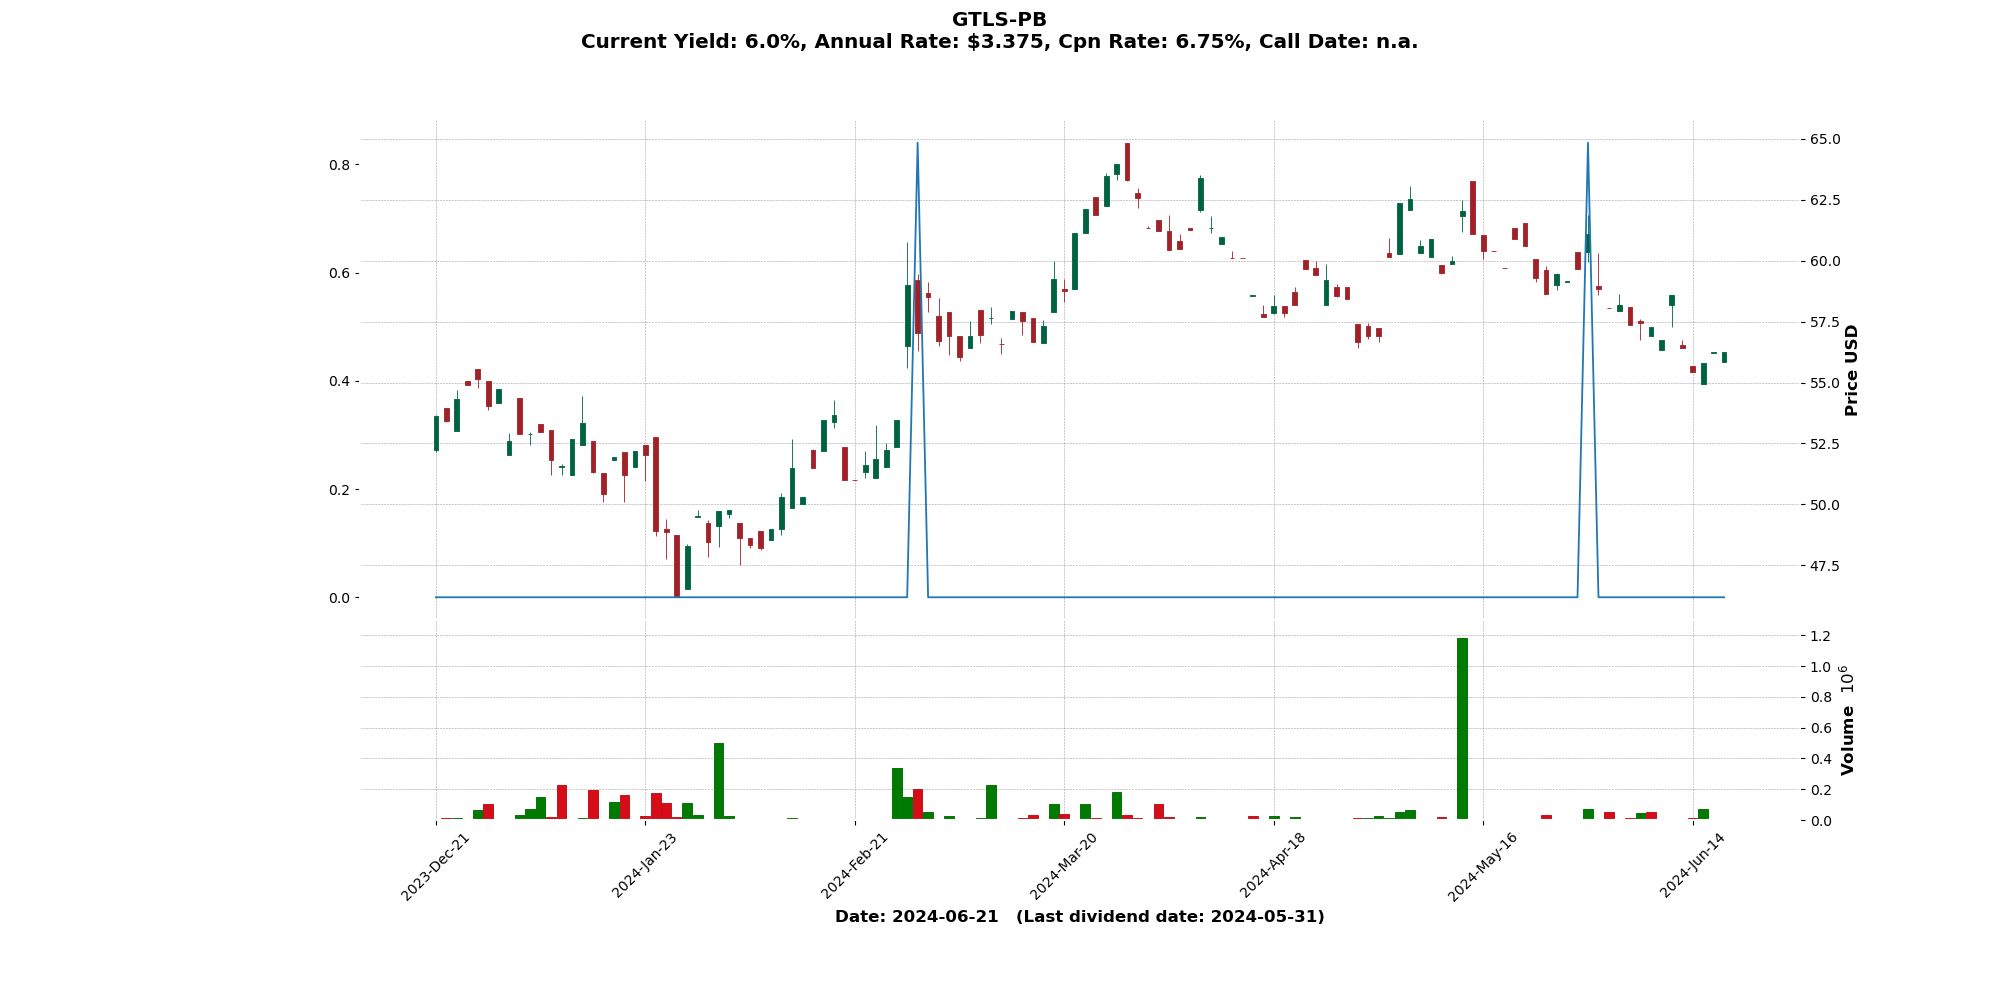 GTLS-PB
Current Yield: 6.0%, Annual Rate: $3.375, Cpn Rate: 6.75%, Call Date: n.a.
0.8
0.6
0.4
0.2
0.0
65.0
62.5
60.0
57.5
55.0
52.5
50.0
47.5
Price USD
1.2
1.0
0.8
0.6
0.4
0.2
0.0
Volume 10^6
2023-Dec-21
2024-Jan-23
2024-Feb-21
2024-Mar-20
2024-Apr-18
2024-May-16
2024-Jun-14
Date: 2024-06-21 (Last dividend date: 2024-05-31)